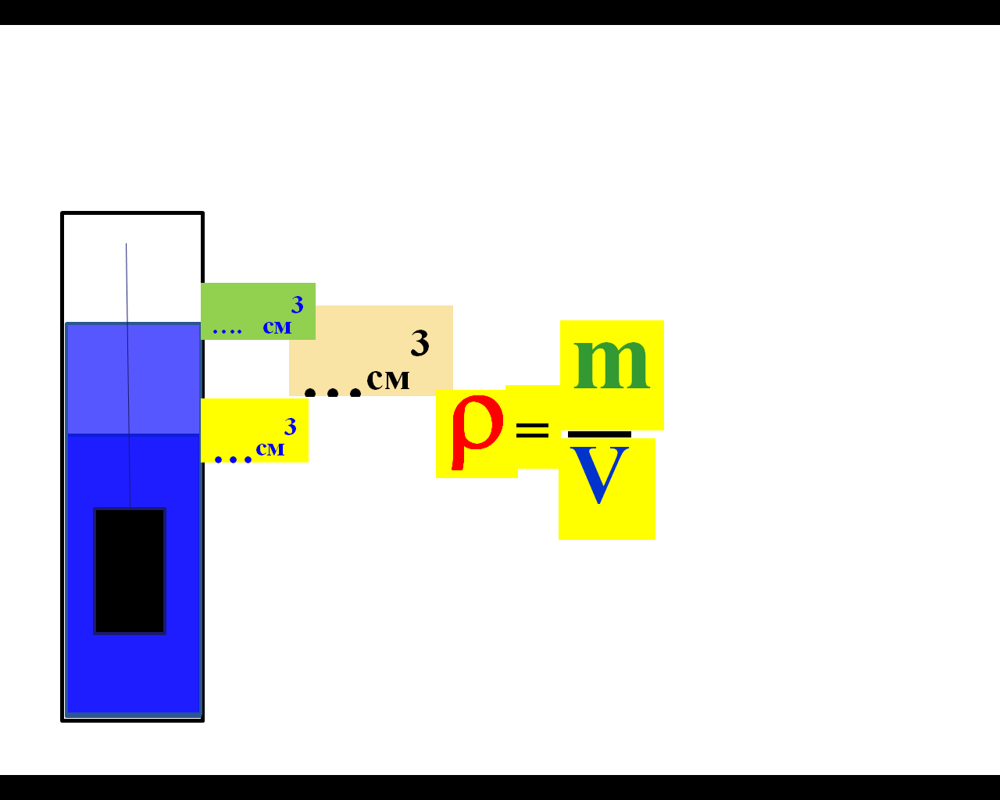 .... см³
...см³
...см³
ρ = m
V